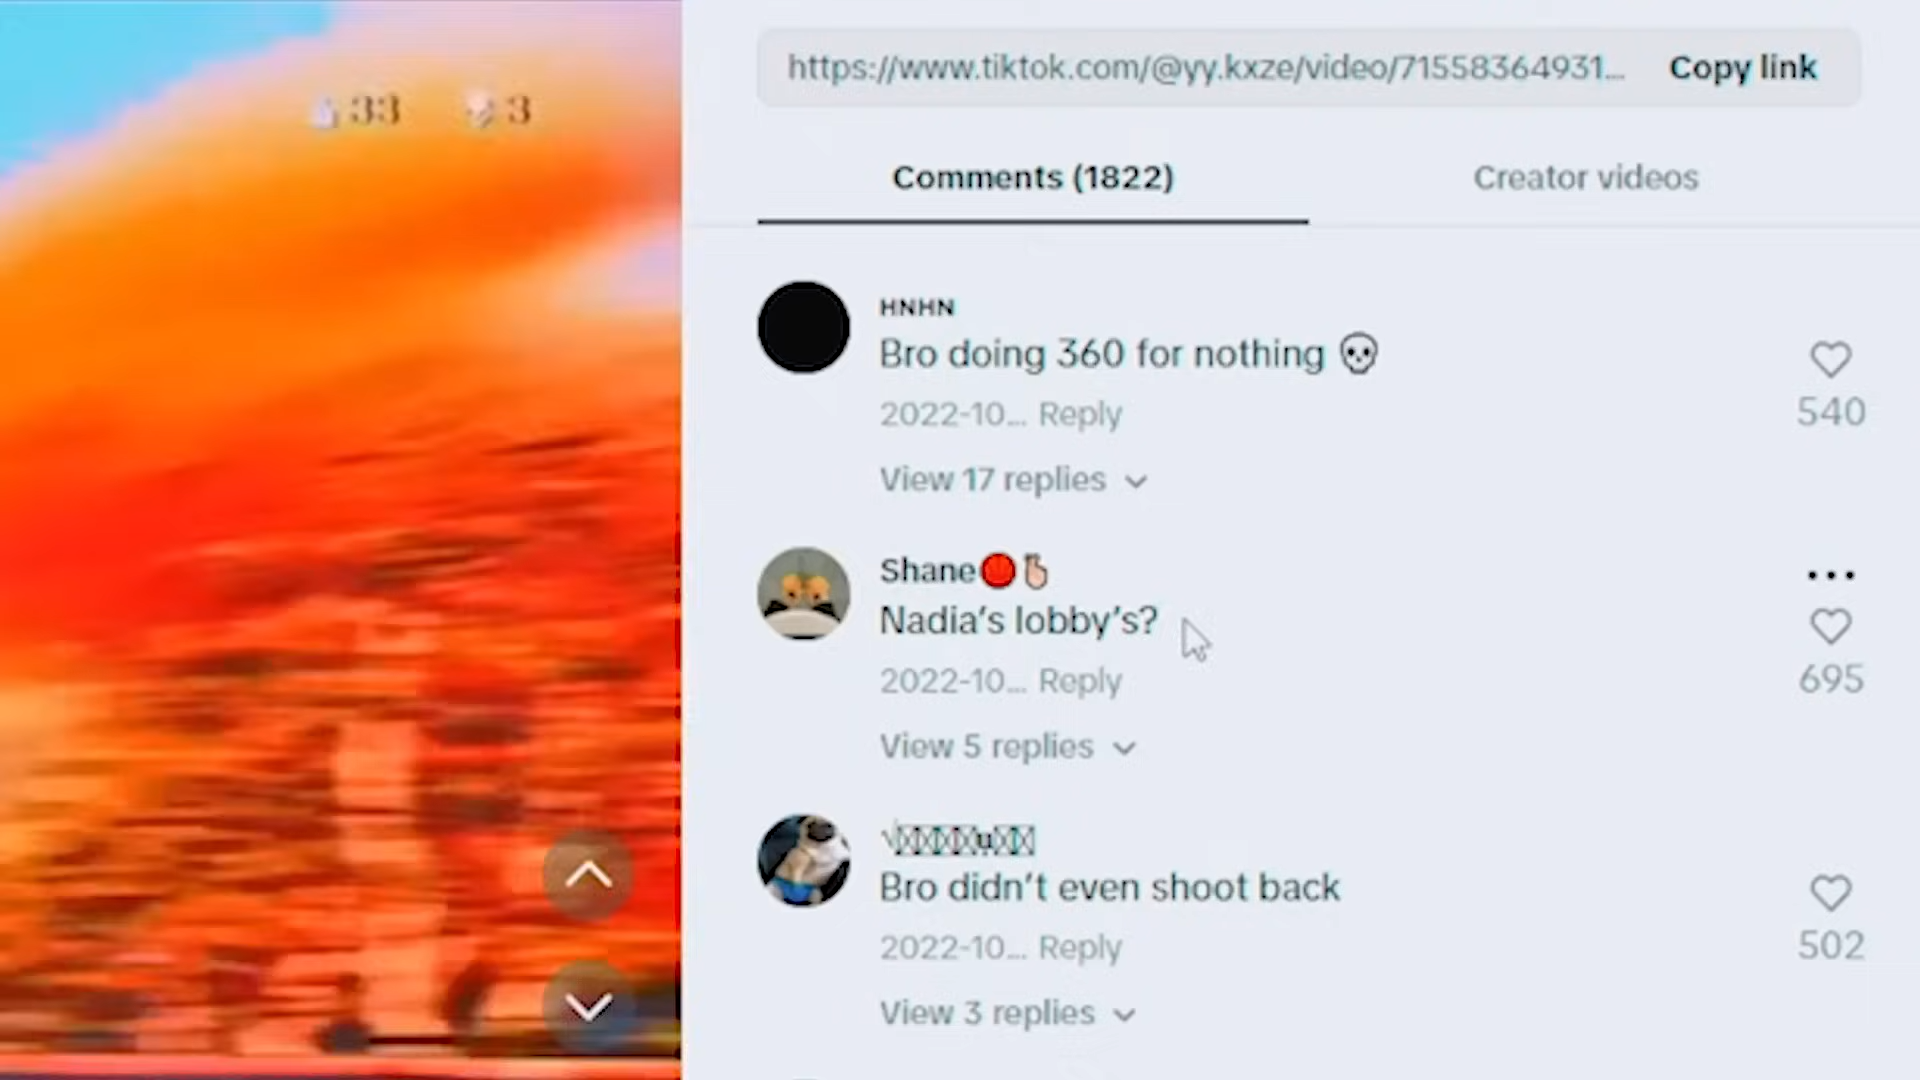 33 3
https://www.tiktok.com/@yy.kxze/video/71558364931... Copy link
Comments (1822) Creator videos
HNHN
Bro doing 360 for nothing 💀
540
2022-10... Reply
View 17 replies
Shane
Nadia's lobby's?
695
2022-10... Reply
View 5 replies
Bro didn't even shoot back
502
2022-10... Reply
View 3 replies